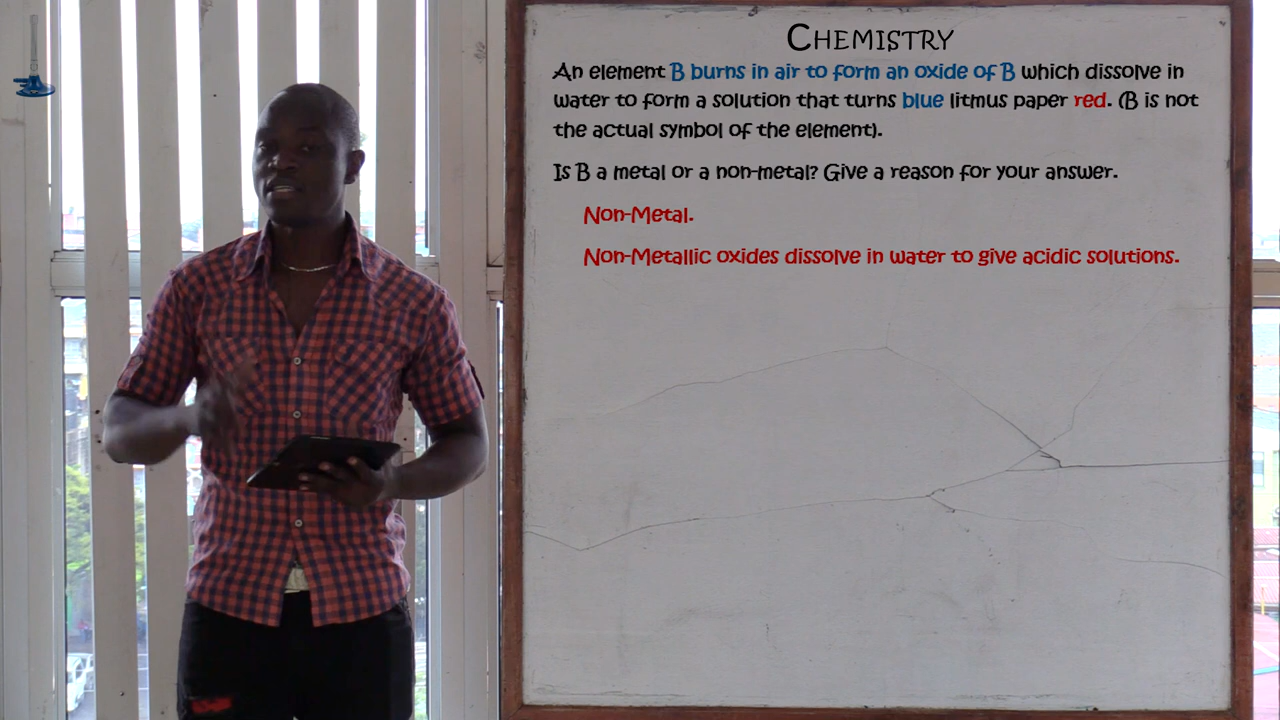 CHEMISTRY
An element B burns in air to form an oxide of B which dissolve in
water to form a solution that turns blue litmus paper red. (B is not
the actual symbol of the element).
Is B a metal or a non-metal? Give a reason for your answer.
Non-Metal.
Non-Metallic oxides dissolve in water to give acidic solutions.